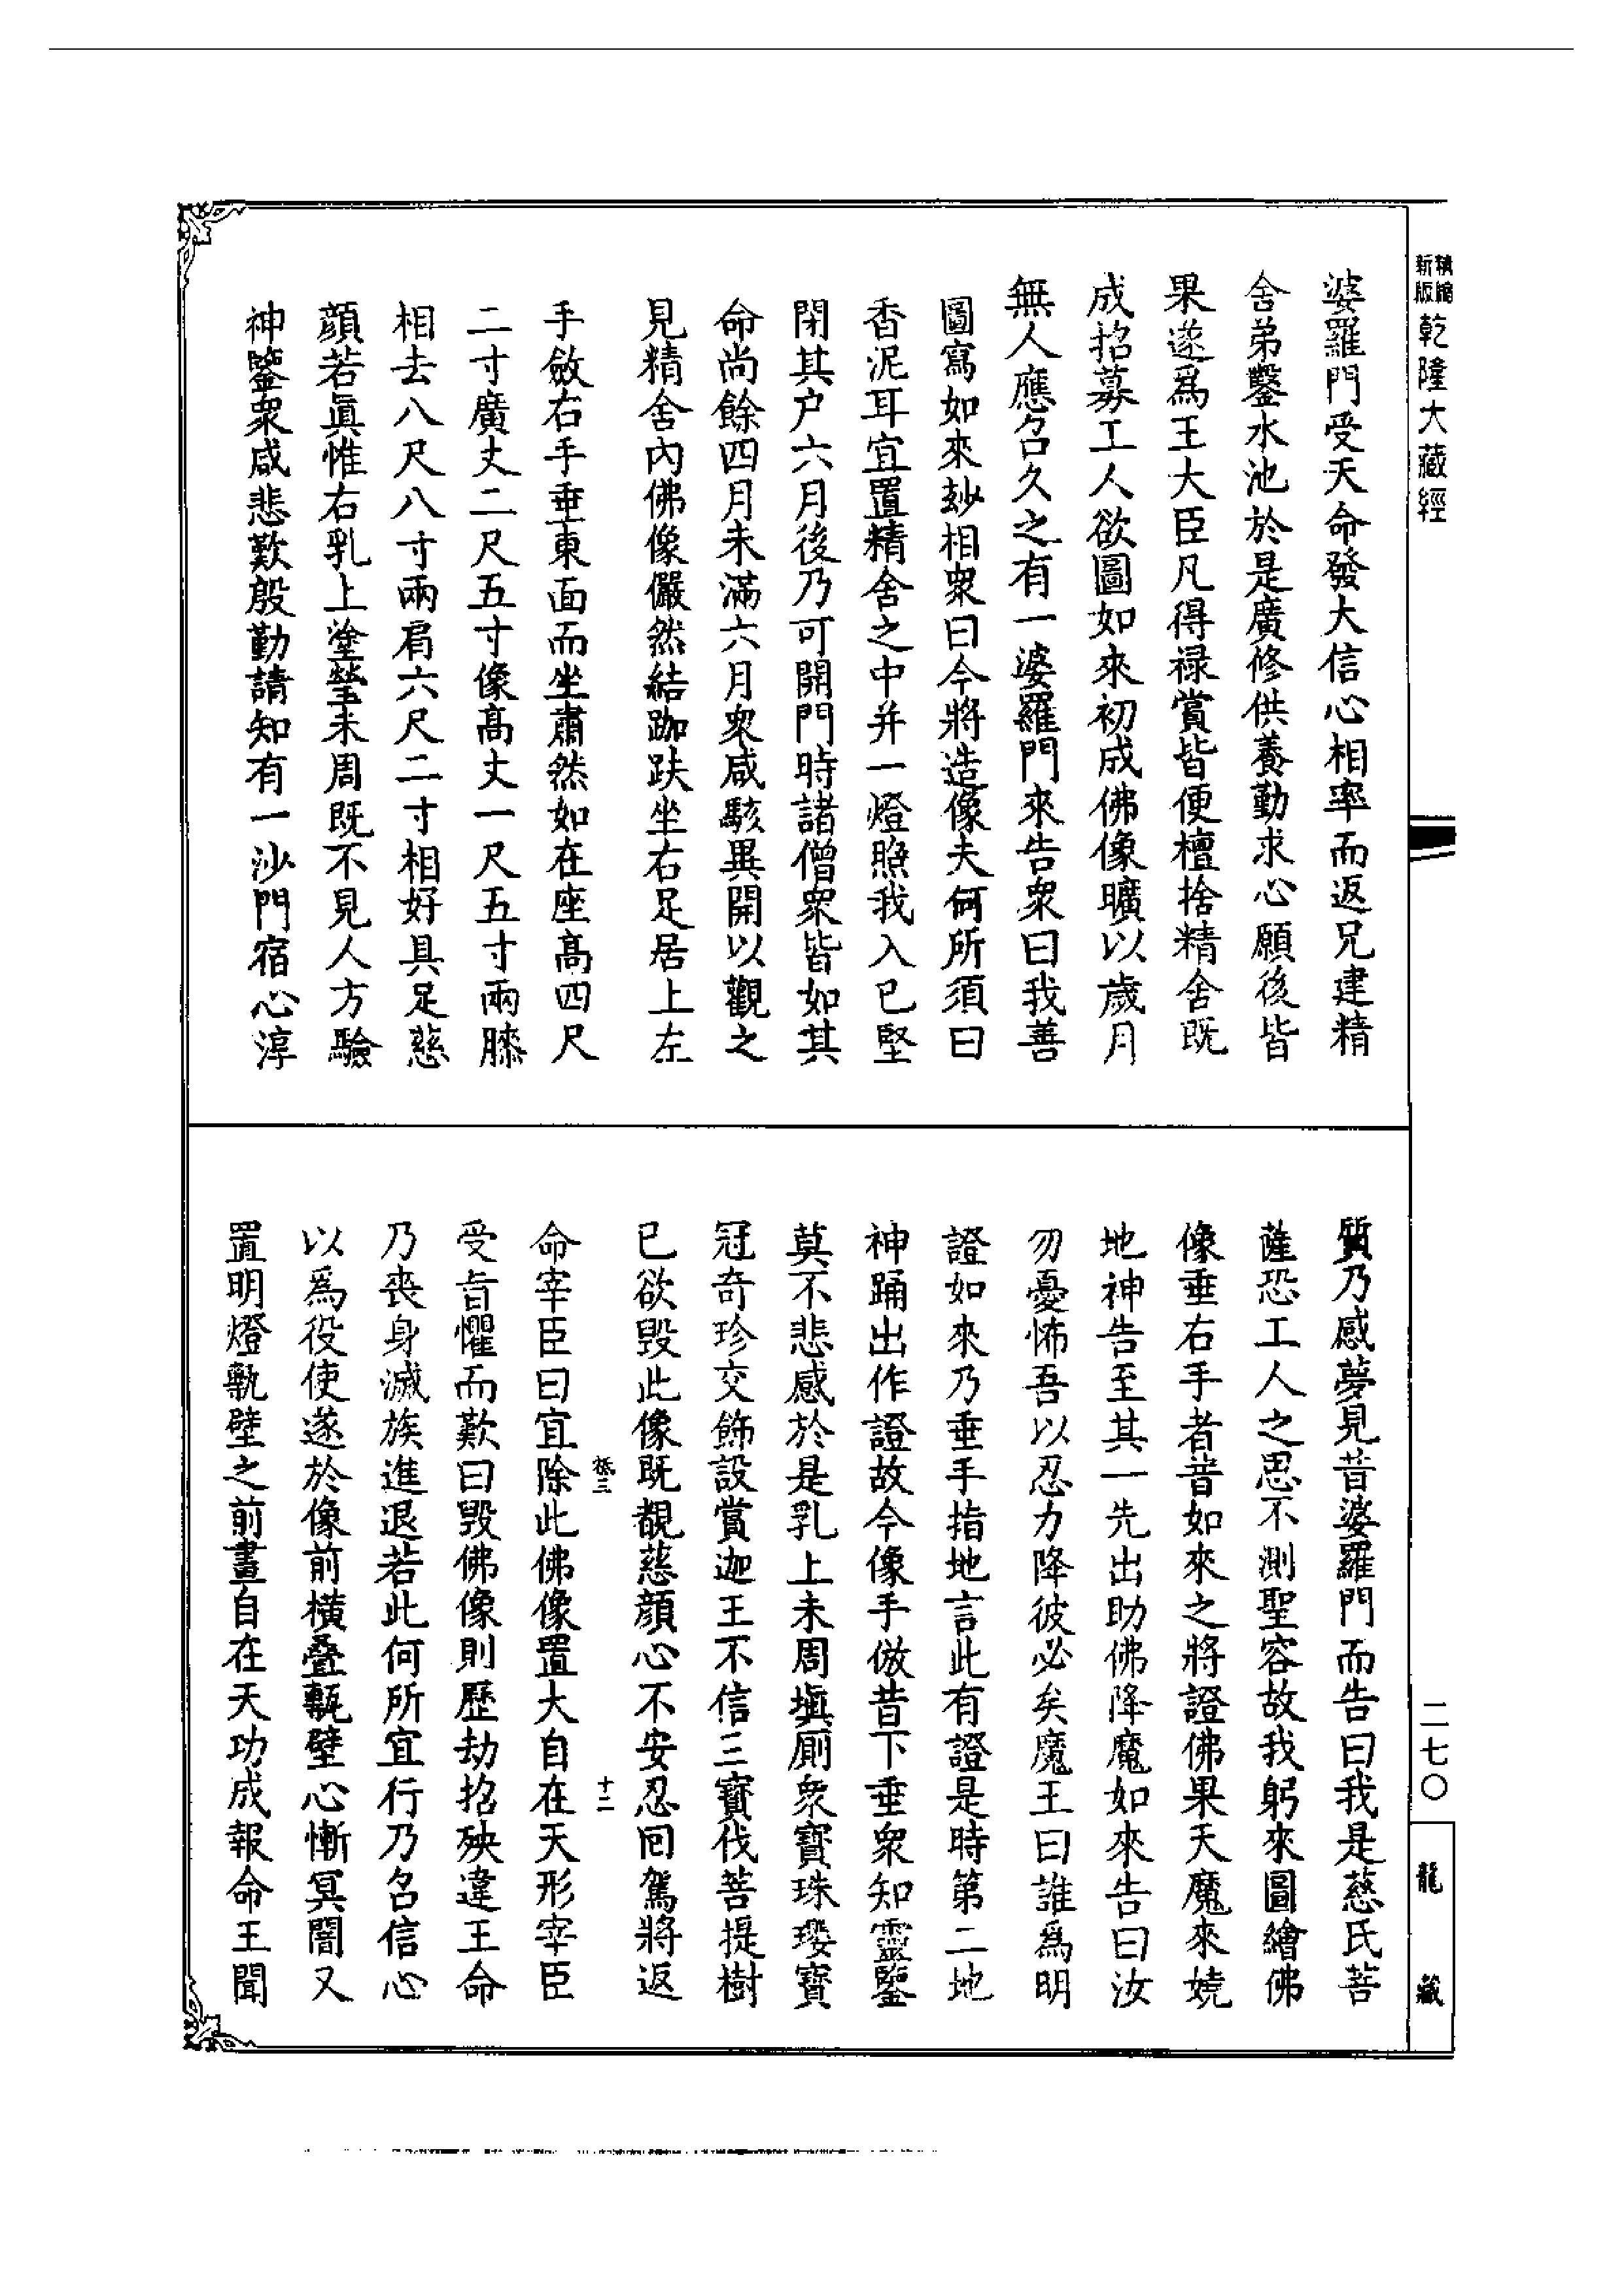 新版精縮乾隆大藏經
婆羅門受天命發大信心相率而返兄建精
舍弟鑿水池於是廣修供養勤求心願後皆
果遂爲王大臣凡得祿賞皆便檀捨精舍既
成招募工人欲圖如來初成佛像曠以歲月
無人應召久之有一婆羅門來告衆曰我善
圖寫如來玅相衆曰今將造像夫何所須曰
香泥耳宜置精舍之中并一燈照我入已堅
閉其户六月後乃可開門時諸僧衆皆如其
命尚餘四月未滿六月衆咸駭異開以觀之
見精舍內佛像儼然結跏趺坐右足居上左
手斂右手垂東面而坐肅然如在座高四尺
二寸廣丈二尺五寸像高丈一尺五寸兩膝
相去八尺八寸兩肩六尺二寸相好具足慈
顔若眞惟右乳上塗瑩未周既不見人方驗
神鑒衆咸悲歎殷勤請知有一沙門宿心淳
質乃感夢見昔婆羅門而告曰我是慈氏菩
薩恐工人之思不測聖容故我躬來圖繪佛
像垂右手者昔如來之將證佛果天魔來嬈
地神告至其一先出助佛降魔如來告曰汝
勿憂怖吾以忍力降彼必矣魔王曰誰爲明
證如來乃垂手指地言此有證是時第二地
神踊出作證故今像手倣昔下垂衆知靈鑒
莫不悲感於是乳上未周塡廁衆寶珠瓔寶
冠奇珍交飾設賞迦王不信三寶伐菩提樹
已欲毀此像既覩慈顔心不安忍回駕將返
命宰臣曰宜除此佛像置大自在天形宰臣
受旨懼而歎曰毀佛像則歷劫招殃違王命
乃喪身滅族進退若此何所宜行乃召信心
以爲役使遂於像前橫疊甎壁心慚冥闇又
置明燈甎壁之前畫自在天功成報命王聞
十二
二七〇
龍藏